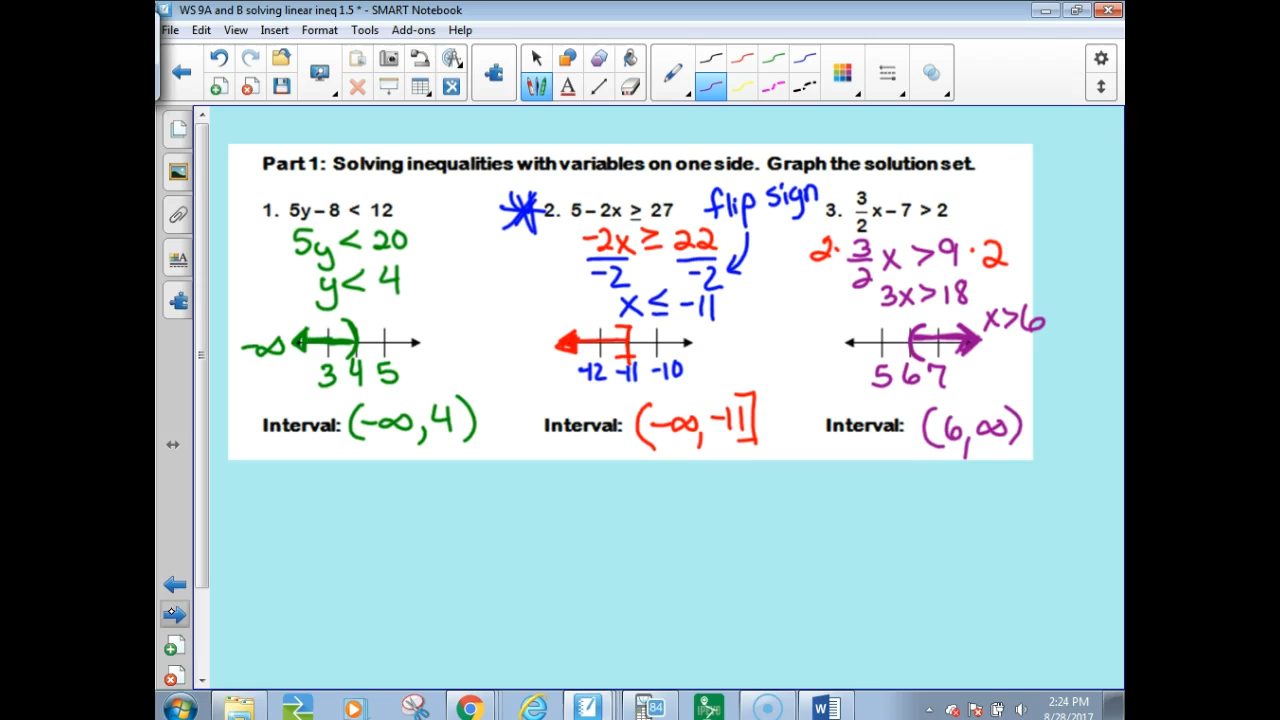 WS 9A and B solving linear ineq 1.5 * - SMART Notebook
File Edit View Insert Format Tools Add-ons Help
Part 1: Solving inequalities with variables on one side. Graph the solution set.
1. 5y – 8 < 12
5y < 20
y < 4
-∞
3 4 5
Interval: (-∞, 4)
2. 5 – 2x ≥ 27
flip sign
-2x ≥ 22
-2 -2
x ≤ -11
-12 -11 -10
Interval: (-∞, -11]
3. 3/2 x – 7 > 2
2· 3/2 x > 9 ·2
3x > 18
x > 6
5 6 7
Interval: (6, ∞)
84
2:24 PM
8/28/2017